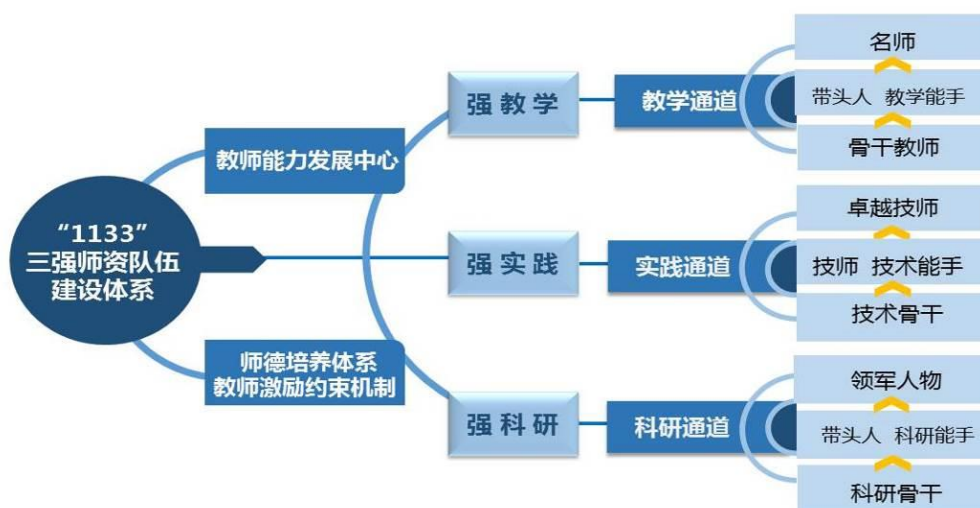 “1133”
三强师资队伍
建设体系
教师能力发展中心
师德培养体系
教师激励约束机制
强教学
教学通道
名师
带头人 教学能手
骨干教师
强实践
实践通道
卓越技师
技师 技术能手
技术骨干
强科研
科研通道
领军人物
带头人 科研能手
科研骨干